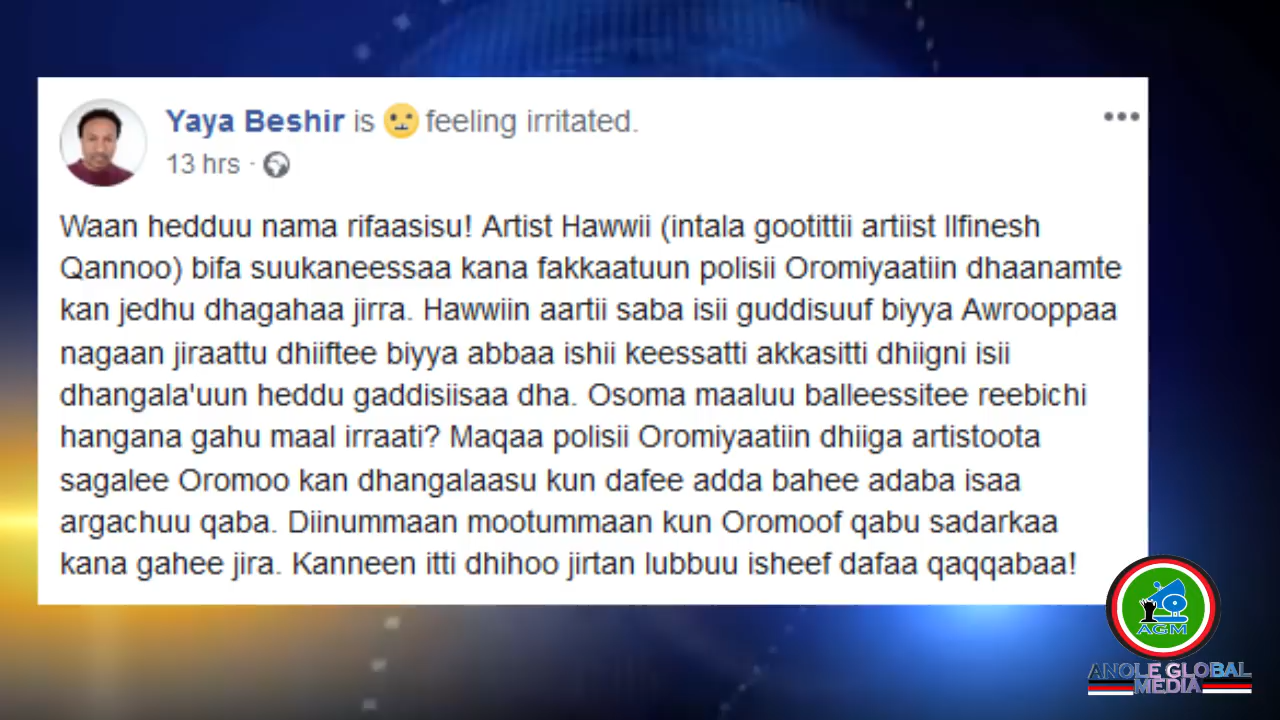 Yaya Beshir is feeling irritated.
13 hrs ·
Waan hedduu nama rifaasisu! Artist Hawwii (intala gootittii artiist Ilfinesh
Qannoo) bifa suukaneessaa kana fakkaatuun polisii Oromiyaatiin dhaanamte
kan jedhu dhagahaa jirra. Hawwiin aartii saba isii guddisuuf biyya Awrooppaa
nagaan jiraattu dhiiftee biyya abbaa ishii keessatti akkasitti dhiigni isii
dhangala'uun heddu gaddisiisaa dha. Osoma maaluu balleessitee reebichi
hangana gahu maal irraati? Maqaa polisii Oromiyaatiin dhiiga artistoota
sagalee Oromoo kan dhangalaasu kun dafee adda bahee adaba isaa
argachuu qaba. Diinummaan mootummaan kun Oromoof qabu sadarkaa
kana gahee jira. Kanneen itti dhihoo jirtan lubbuu isheef dafaa qaqqabaa!
AGM
ANOLE GLOBAL
MEDIA